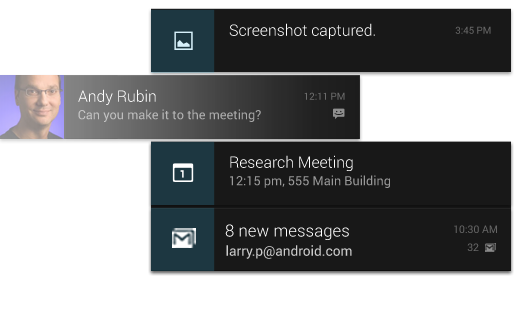 Screenshot captured.
3:45 PM
Andy Rubin
12:11 PM
Can you make it to the meeting?
1
Research Meeting
12:15 pm, 555 Main Building
8 new messages
10:30 AM
larry.p@android.com
32